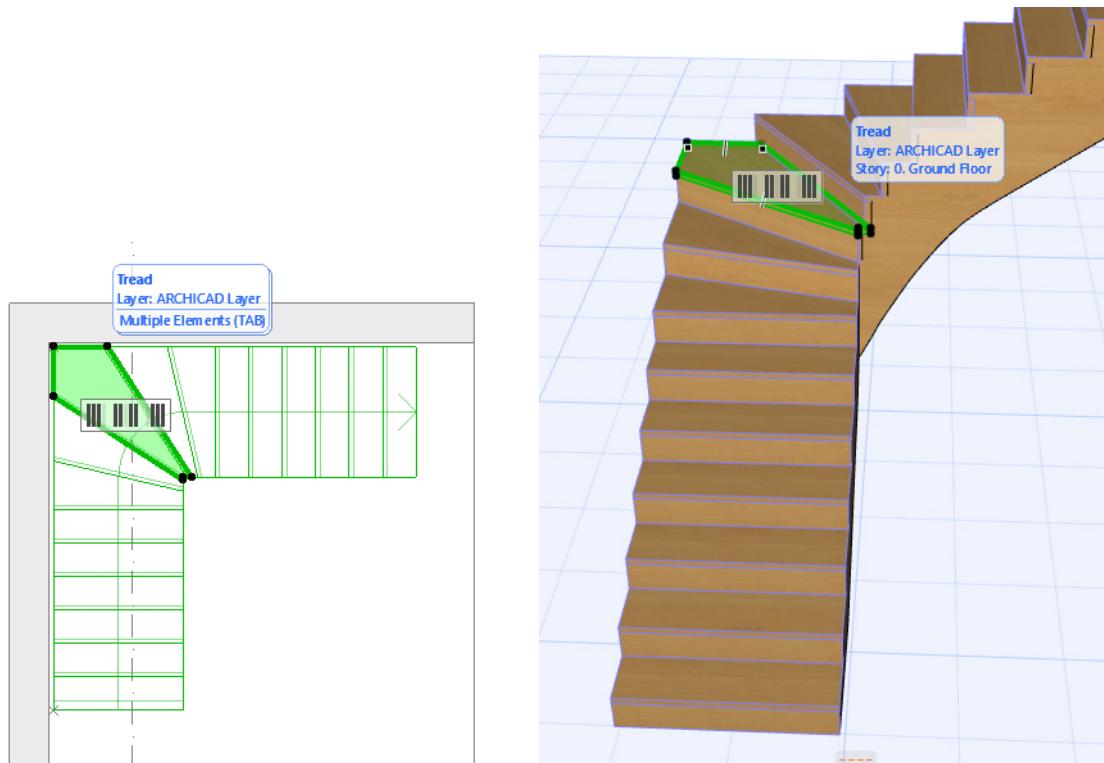 Tread
Layer: ARCHICAD Layer
Multiple Elements (TAB)
Tread
Layer: ARCHICAD Layer
Story: 0. Ground Floor